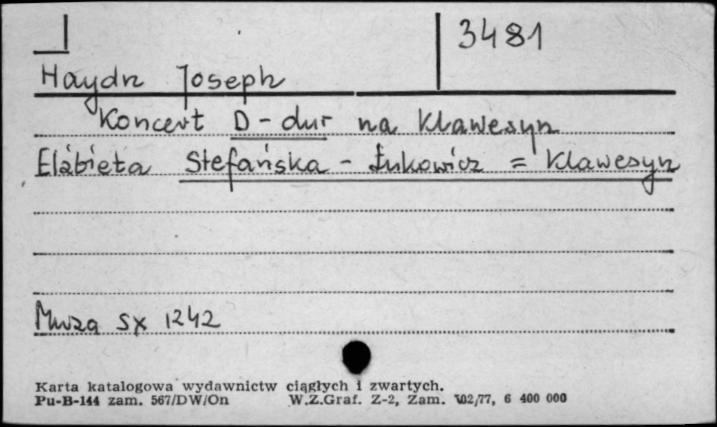 3481
Haydn Joseph
Koncert D-dur na klawesyn
Elżbieta Stefańska - Łukowicz = klawesyn
Muza SX 1242
Karta katalogowa wydawnictw ciągłych i zwartych.
Pu-B-144 zam. 567/DW/On W.Z.Graf. Z-2, Zam. 102/77, 6 400 000